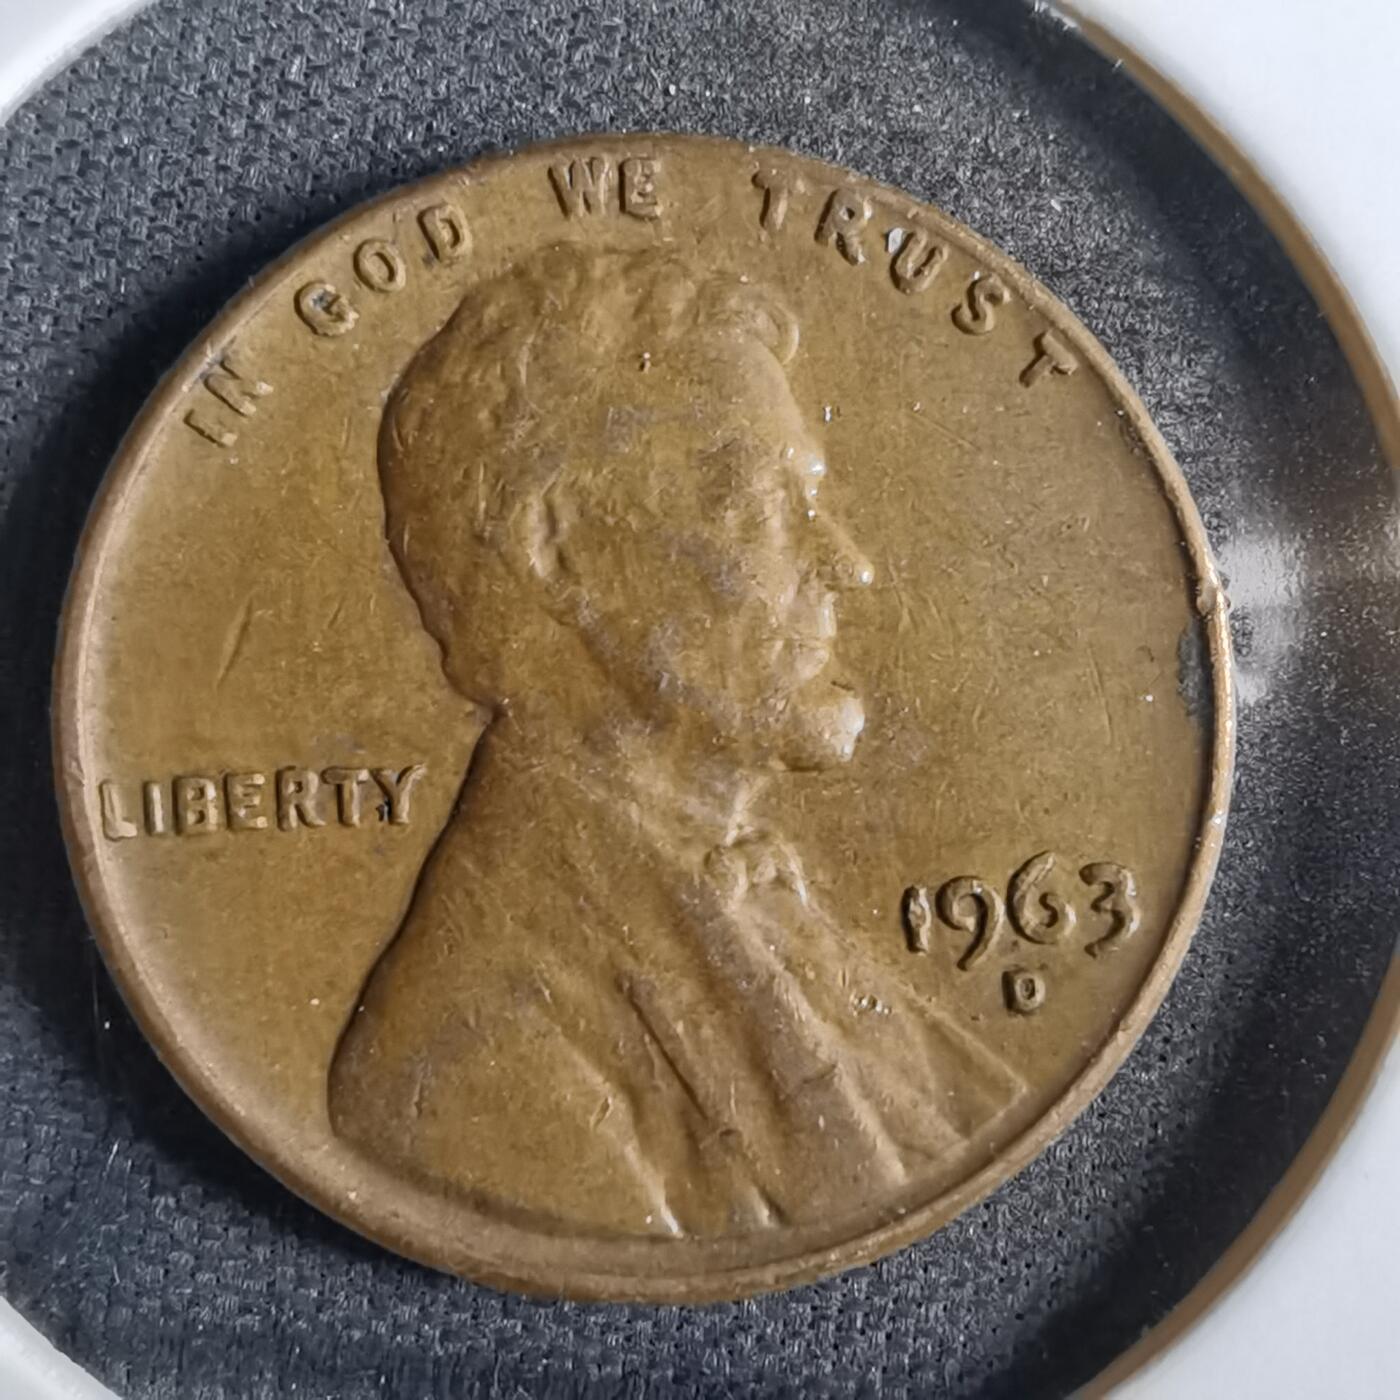 IN GOD WE TRUST
LIBERTY
1963
D